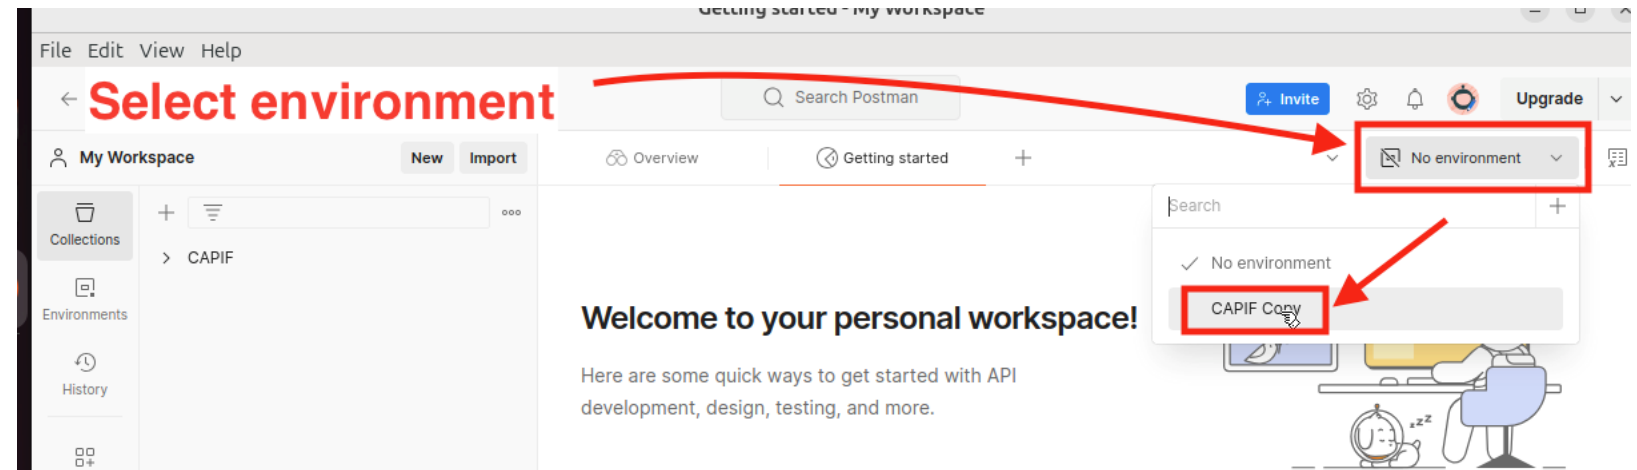 Getting started - My Workspace
File Edit View Help
Select environment
Search Postman
Invite
Upgrade
My Workspace
New
Import
Overview
Getting started
No environment
Search
Collections
CAPIF
No environment
Environments
CAPIF Copy
Welcome to your personal workspace!
History
Here are some quick ways to get started with API
development, design, testing, and more.
zzZ